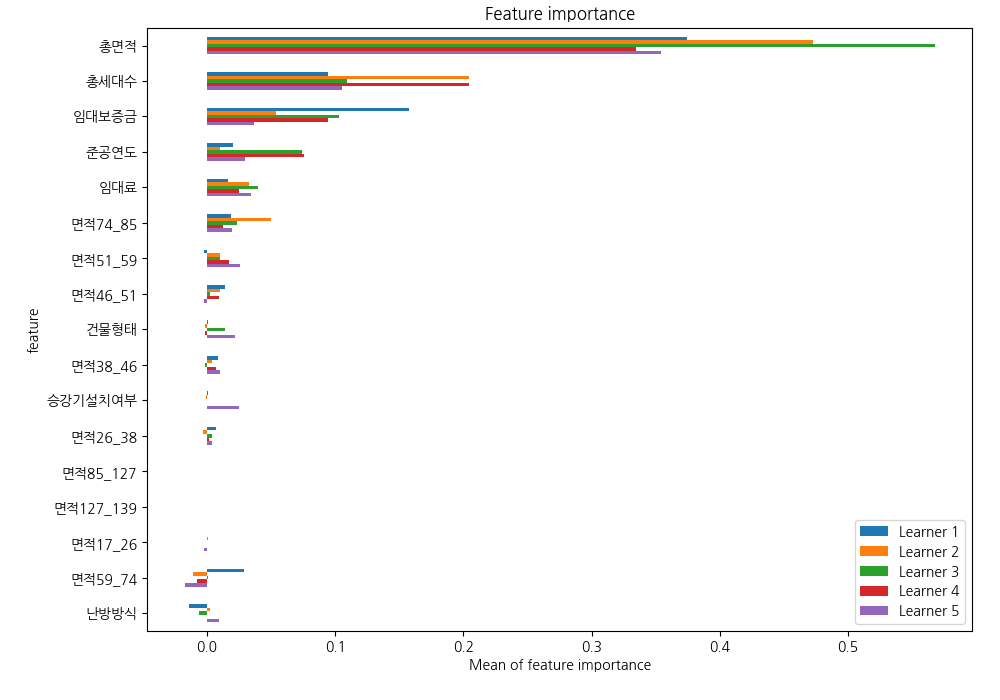 Feature importance
총면적
총세대수
임대보증금
준공연도
임대료
면적74_85
면적51_59
면적46_51
건물형태
면적38_46
승강기설치여부
면적26_38
면적85_127
면적127_139
면적17_26
면적59_74
난방방식
feature
0.0 0.1 0.2 0.3 0.4 0.5
Mean of feature importance
Learner 1
Learner 2
Learner 3
Learner 4
Learner 5